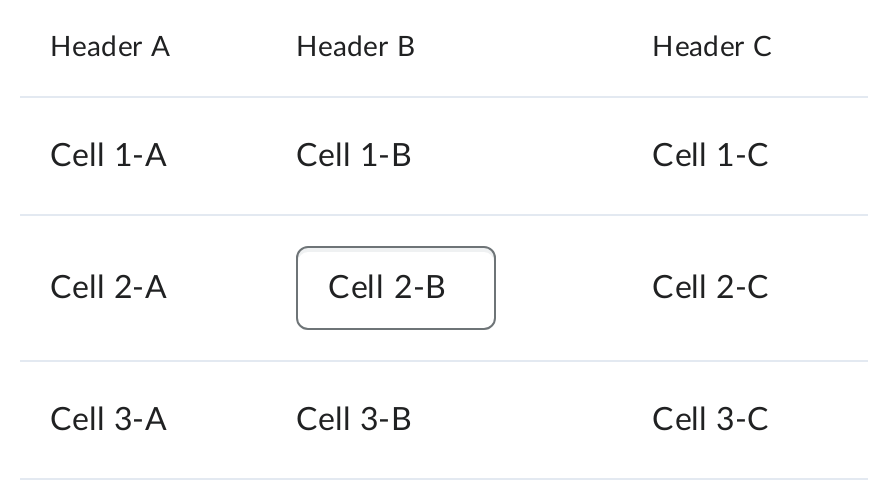 Header A Header B Header C
Cell 1-A Cell 1-B Cell 1-C
Cell 2-A Cell 2-B Cell 2-C
Cell 3-A Cell 3-B Cell 3-C